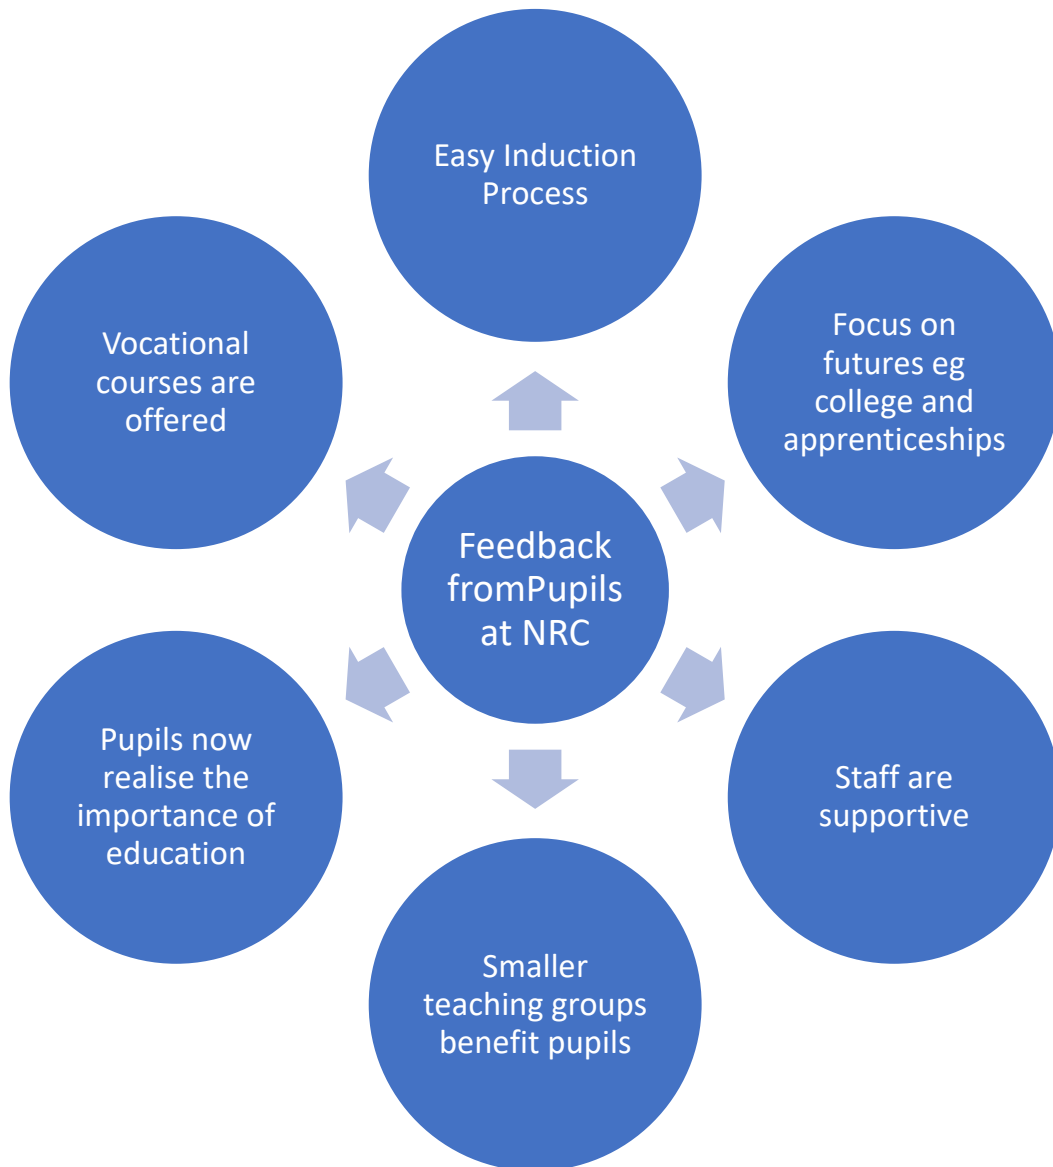 Easy Induction
Process
Focus on
futures eg
college and
apprenticeships
Staff are
supportive
Smaller
teaching groups
benefit pupils
Pupils now
realise the
importance of
education
Vocational
courses are
offered
Feedback
fromPupils
at NRC